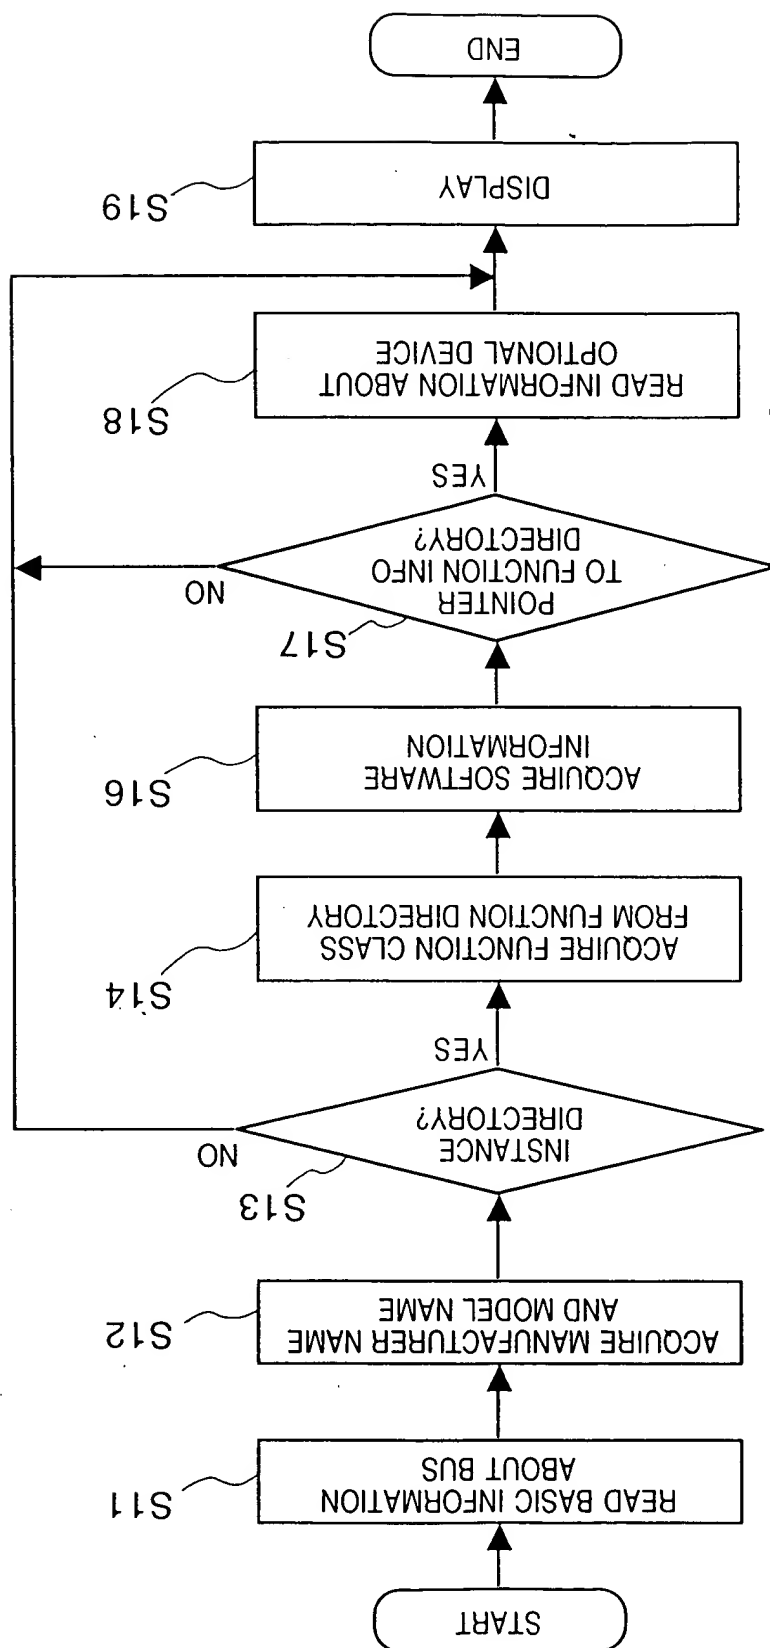 START
READ BASIC INFORMATION
ABOUT BUS
S11
ACQUIRE MANUFACTURER NAME
AND MODEL NAME
S12
INSTANCE
DIRECTORY?
S13
NO
YES
ACQUIRE FUNCTION CLASS
FROM FUNCTION DIRECTORY
S14
ACQUIRE SOFTWARE
INFORMATION
S16
POINTER
TO FUNCTION INFO
DIRECTORY?
S17
NO
YES
READ INFORMATION ABOUT
OPTIONAL DEVICE
S18
DISPLAY
S19
END